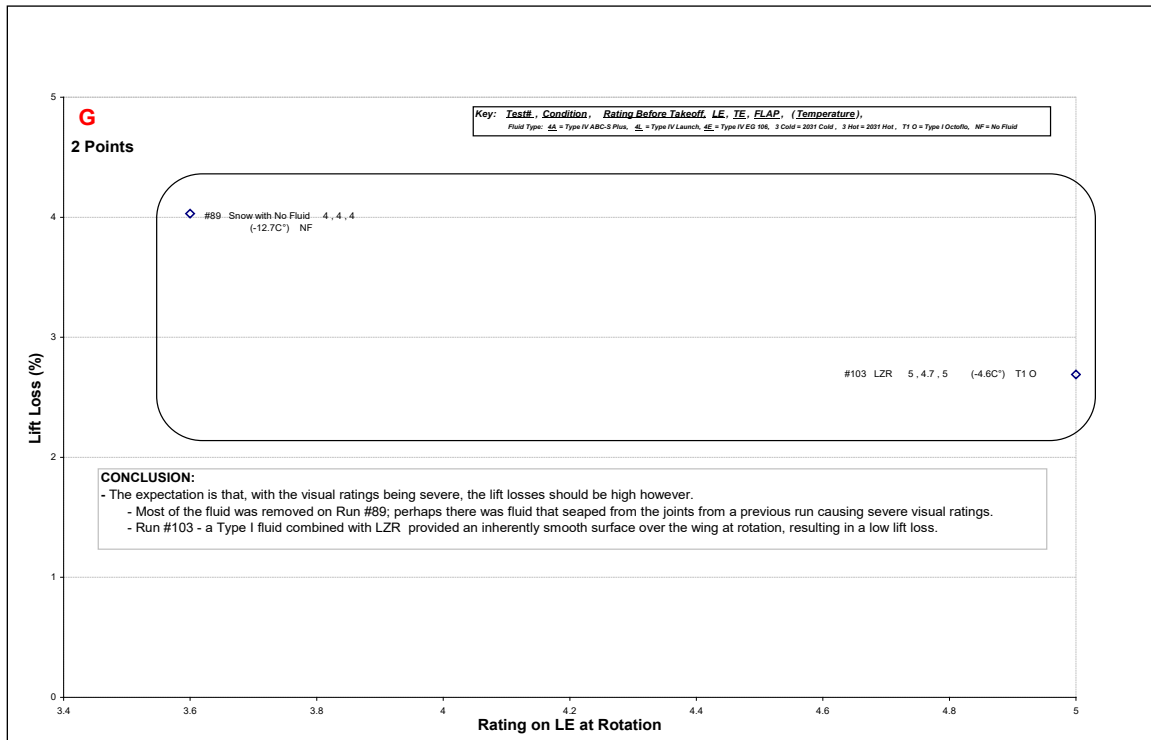 5
G
2 Points
Key: Test# , Condition , Rating Before Takeoff, LE, TE, FLAP, (Temperature),
Fluid Type: 4A = Type IV ABC-S Plus, 4L = Type IV Launch, 4E = Type IV EG 106, 3 Cold = 2031 Cold , 3 Hot = 2031 Hot , T1 O = Type I Octoflo, NF = No Fluid
4
#89 Snow with No Fluid 4 , 4 , 4
(-12.7C°) NF
3
#103 LZR 5 , 4.7 , 5 (-4.6C°) T1 O
Lift Loss (%)
2
CONCLUSION:
- The expectation is that, with the visual ratings being severe, the lift losses should be high however.
- Most of the fluid was removed on Run #89; perhaps there was fluid that seaped from the joints from a previous run causing severe visual ratings.
- Run #103 - a Type I fluid combined with LZR provided an inherently smooth surface over the wing at rotation, resulting in a low lift loss.
1
0
3.4 3.6 3.8 4 4.2 4.4 4.6 4.8 5
Rating on LE at Rotation